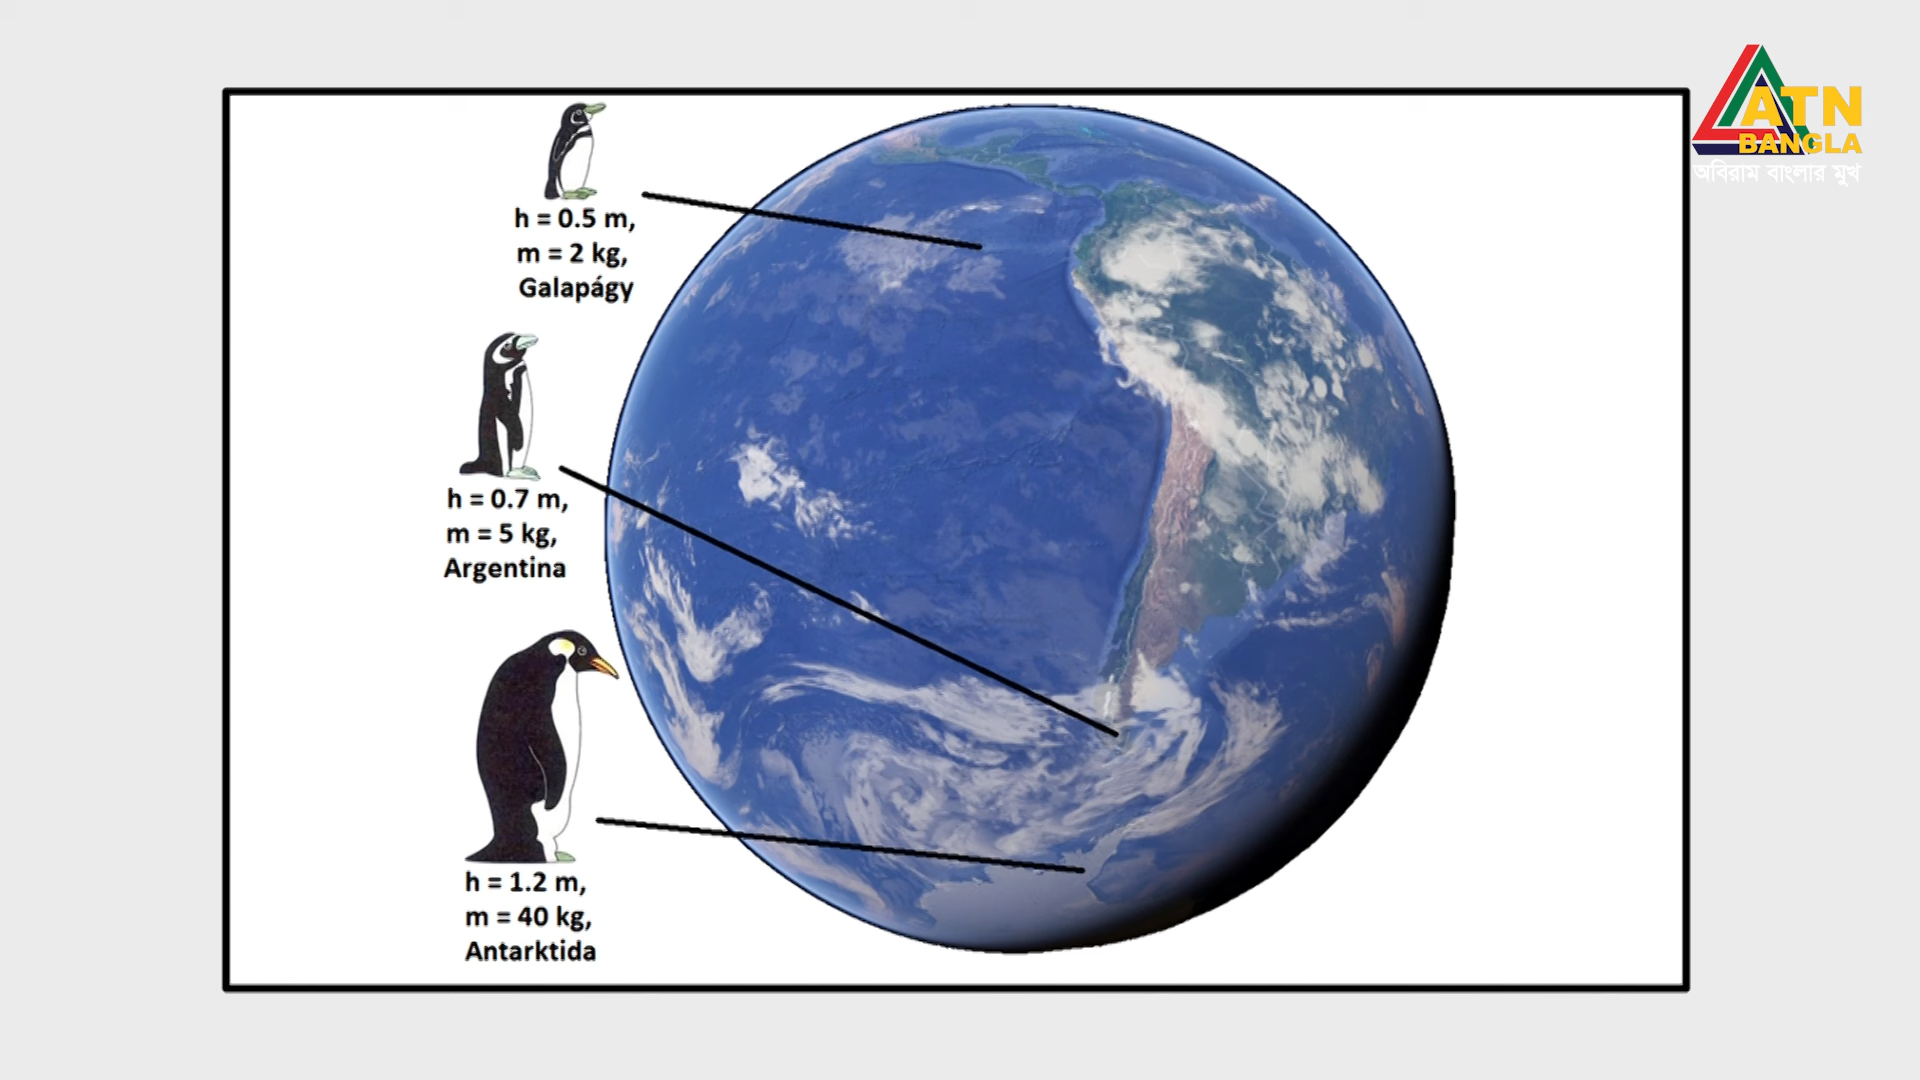 h = 0.5 m,
m = 2 kg,
Galapágy
h = 0.7 m,
m = 5 kg,
Argentina
h = 1.2 m,
m = 40 kg,
Antarktida
ATN
BANGLA
অবিরাম বাংলার মুখ